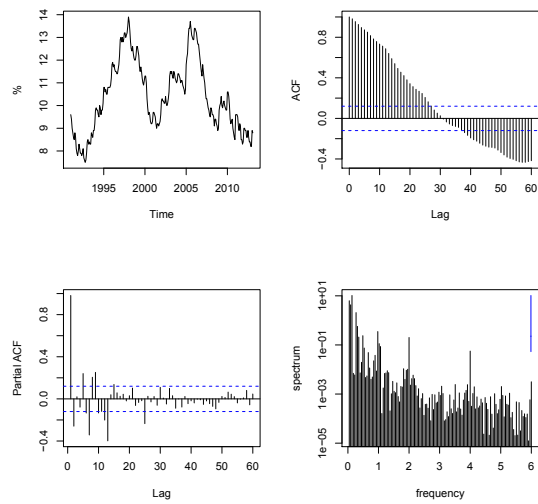 %
8 9 10 11 12 13 14
1995 2000 2005 2010
Time
ACF
−0.4 0.0 0.4 0.8
0 10 20 30 40 50 60
Lag
Partial ACF
−0.4 0.0 0.4 0.8
0 10 20 30 40 50 60
Lag
spectrum
1e−05 1e−03 1e−01 1e+01
0 1 2 3 4 5 6
frequency